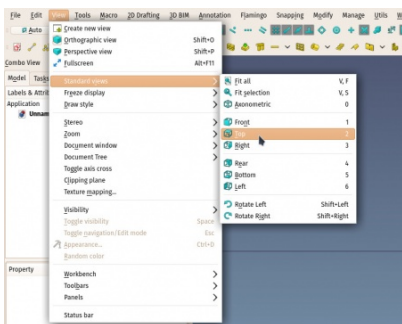 File Edit View Tools Macro 2D Drafting 3D BIM Annotation Flamingo Snapping Modify Manage Utils
Auto
Create new view
Orthographic view Shift+O
Perspective view Shift+P
Fullscreen Alt+F11
Combo View
Model Tasks
Labels & Attrib
Application
Unnam
Standard views
Freeze display
Draw style
Stereo
Zoom
Document window
Document Tree
Toggle axis cross
Clipping plane
Texture mapping...
Visibility
Toggle visibility Space
Toggle navigation/Edit mode Esc
Appearance... Ctrl+D
Random color
Workbench
Toolbars
Panels
Status bar
Fit all V, F
Fit selection V, S
Axonometric 0
Front 1
Top 2
Right 3
Rear 4
Bottom 5
Left 6
Rotate Left Shift+Left
Rotate Right Shift+Right
Property